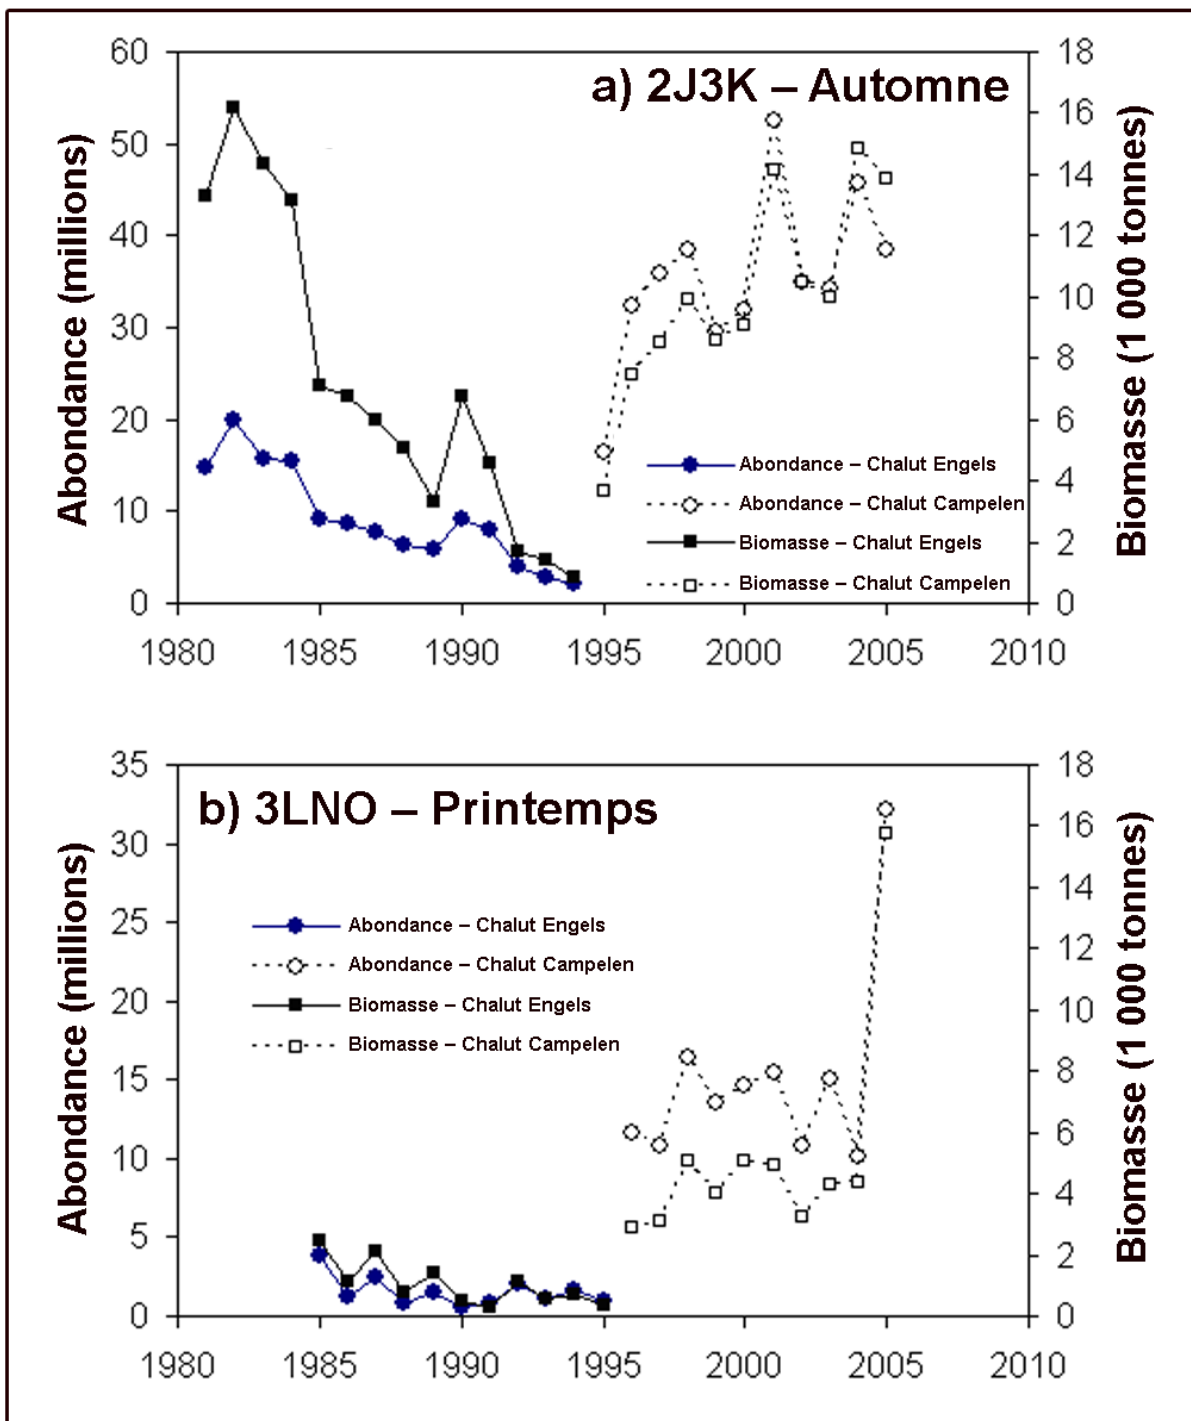 a) 2J3K – Automne
60
50
40
30
20
10
0
Abondance (millions)
18
16
14
12
10
8
6
4
2
0
Biomasse (1 000 tonnes)
Abondance – Chalut Engels
Abondance – Chalut Campelen
Biomasse – Chalut Engels
Biomasse – Chalut Campelen
1980 1985 1990 1995 2000 2005 2010
b) 3LNO – Printemps
35
30
25
20
15
10
5
0
Abondance (millions)
18
16
14
12
10
8
6
4
2
0
Biomasse (1 000 tonnes)
Abondance – Chalut Engels
Abondance – Chalut Campelen
Biomasse – Chalut Engels
Biomasse – Chalut Campelen
1980 1985 1990 1995 2000 2005 2010